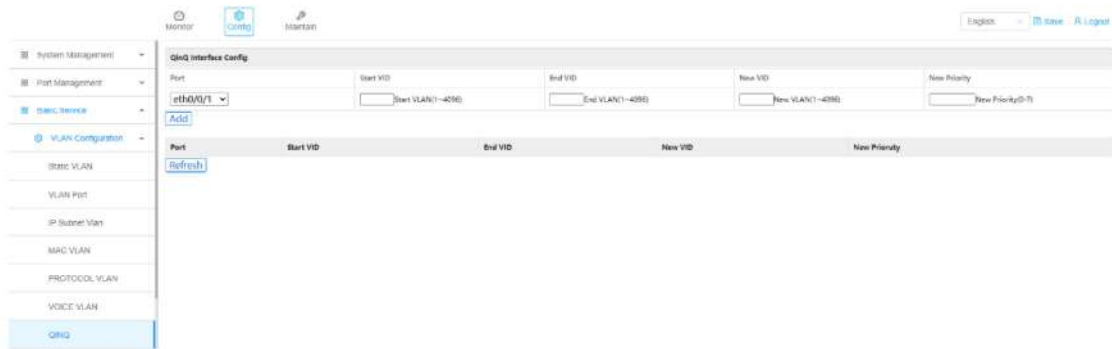 Monitor Config Maintain English Save Logout
System Management
Port Management
Basic Service
VLAN Configuration
Static VLAN
VLAN Port
IP Subnet Vlan
MAC VLAN
PROTOCOL VLAN
VOICE VLAN
QINQ
QinQ Interface Config
Port Start VID End VID New VID New Priority
eth0/0/1 Start VLAN(1~4096) End VLAN(1~4096) New VLAN(1~4096) New Priority(0-7)
Add
Port Start VID End VID New VID New Priority
Refresh